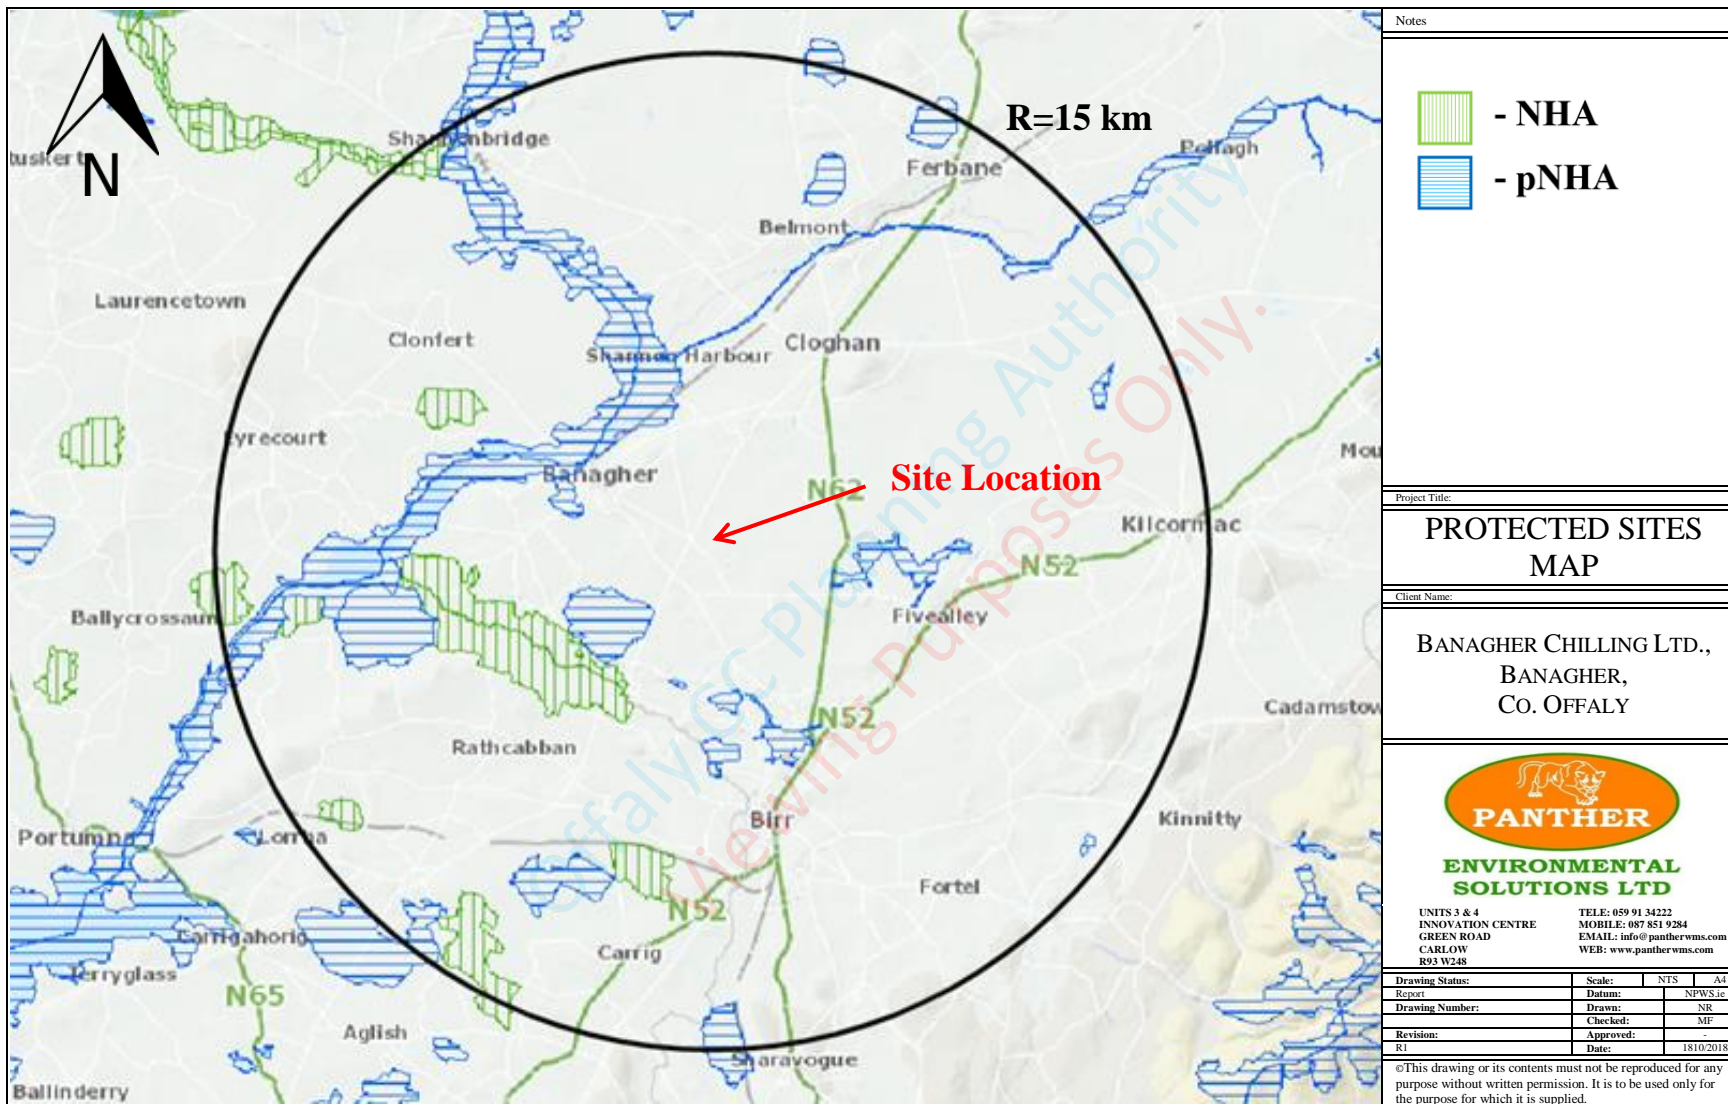 N
R=15 km
Shannonbridge
Pollagh
Ferbane
Belmont
Laurencetown
Clonfert
Shannon Harbour
Cloghan
Eyrecourt
Banagher
Site Location
N62
Kilcormac
N52
Ballycrossaun
Fivealley
Cadamstow
N52
Rathcabban
Birr
Kinnitty
Portumna
Lorrha
Fortel
N52
Carrigahorig
Carrig
Terryglass
N65
Aglish
Sharavogue
Ballinderry
Mou
tuskert
Offaly CC Planning Authority
Viewing Purposes Only.
Notes
- NHA
- pNHA
Project Title:
PROTECTED SITES
MAP
Client Name:
BANAGHER CHILLING LTD.,
BANAGHER,
CO. OFFALY
PANTHER
ENVIRONMENTAL
SOLUTIONS LTD
UNITS 3 & 4
INNOVATION CENTRE
GREEN ROAD
CARLOW
R93 W248
TELE: 059 91 34222
MOBILE: 087 851 9284
EMAIL: info@pantherwms.com
WEB: www.pantherwms.com
Drawing Status: Scale: NTS A4
Report Datum: NPWS.ie
Drawing Number: Drawn: NR
Checked: MF
Revision: Approved: -
R1 Date: 1810/2018
©This drawing or its contents must not be reproduced for any
purpose without written permission. It is to be used only for
the purpose for which it is supplied.